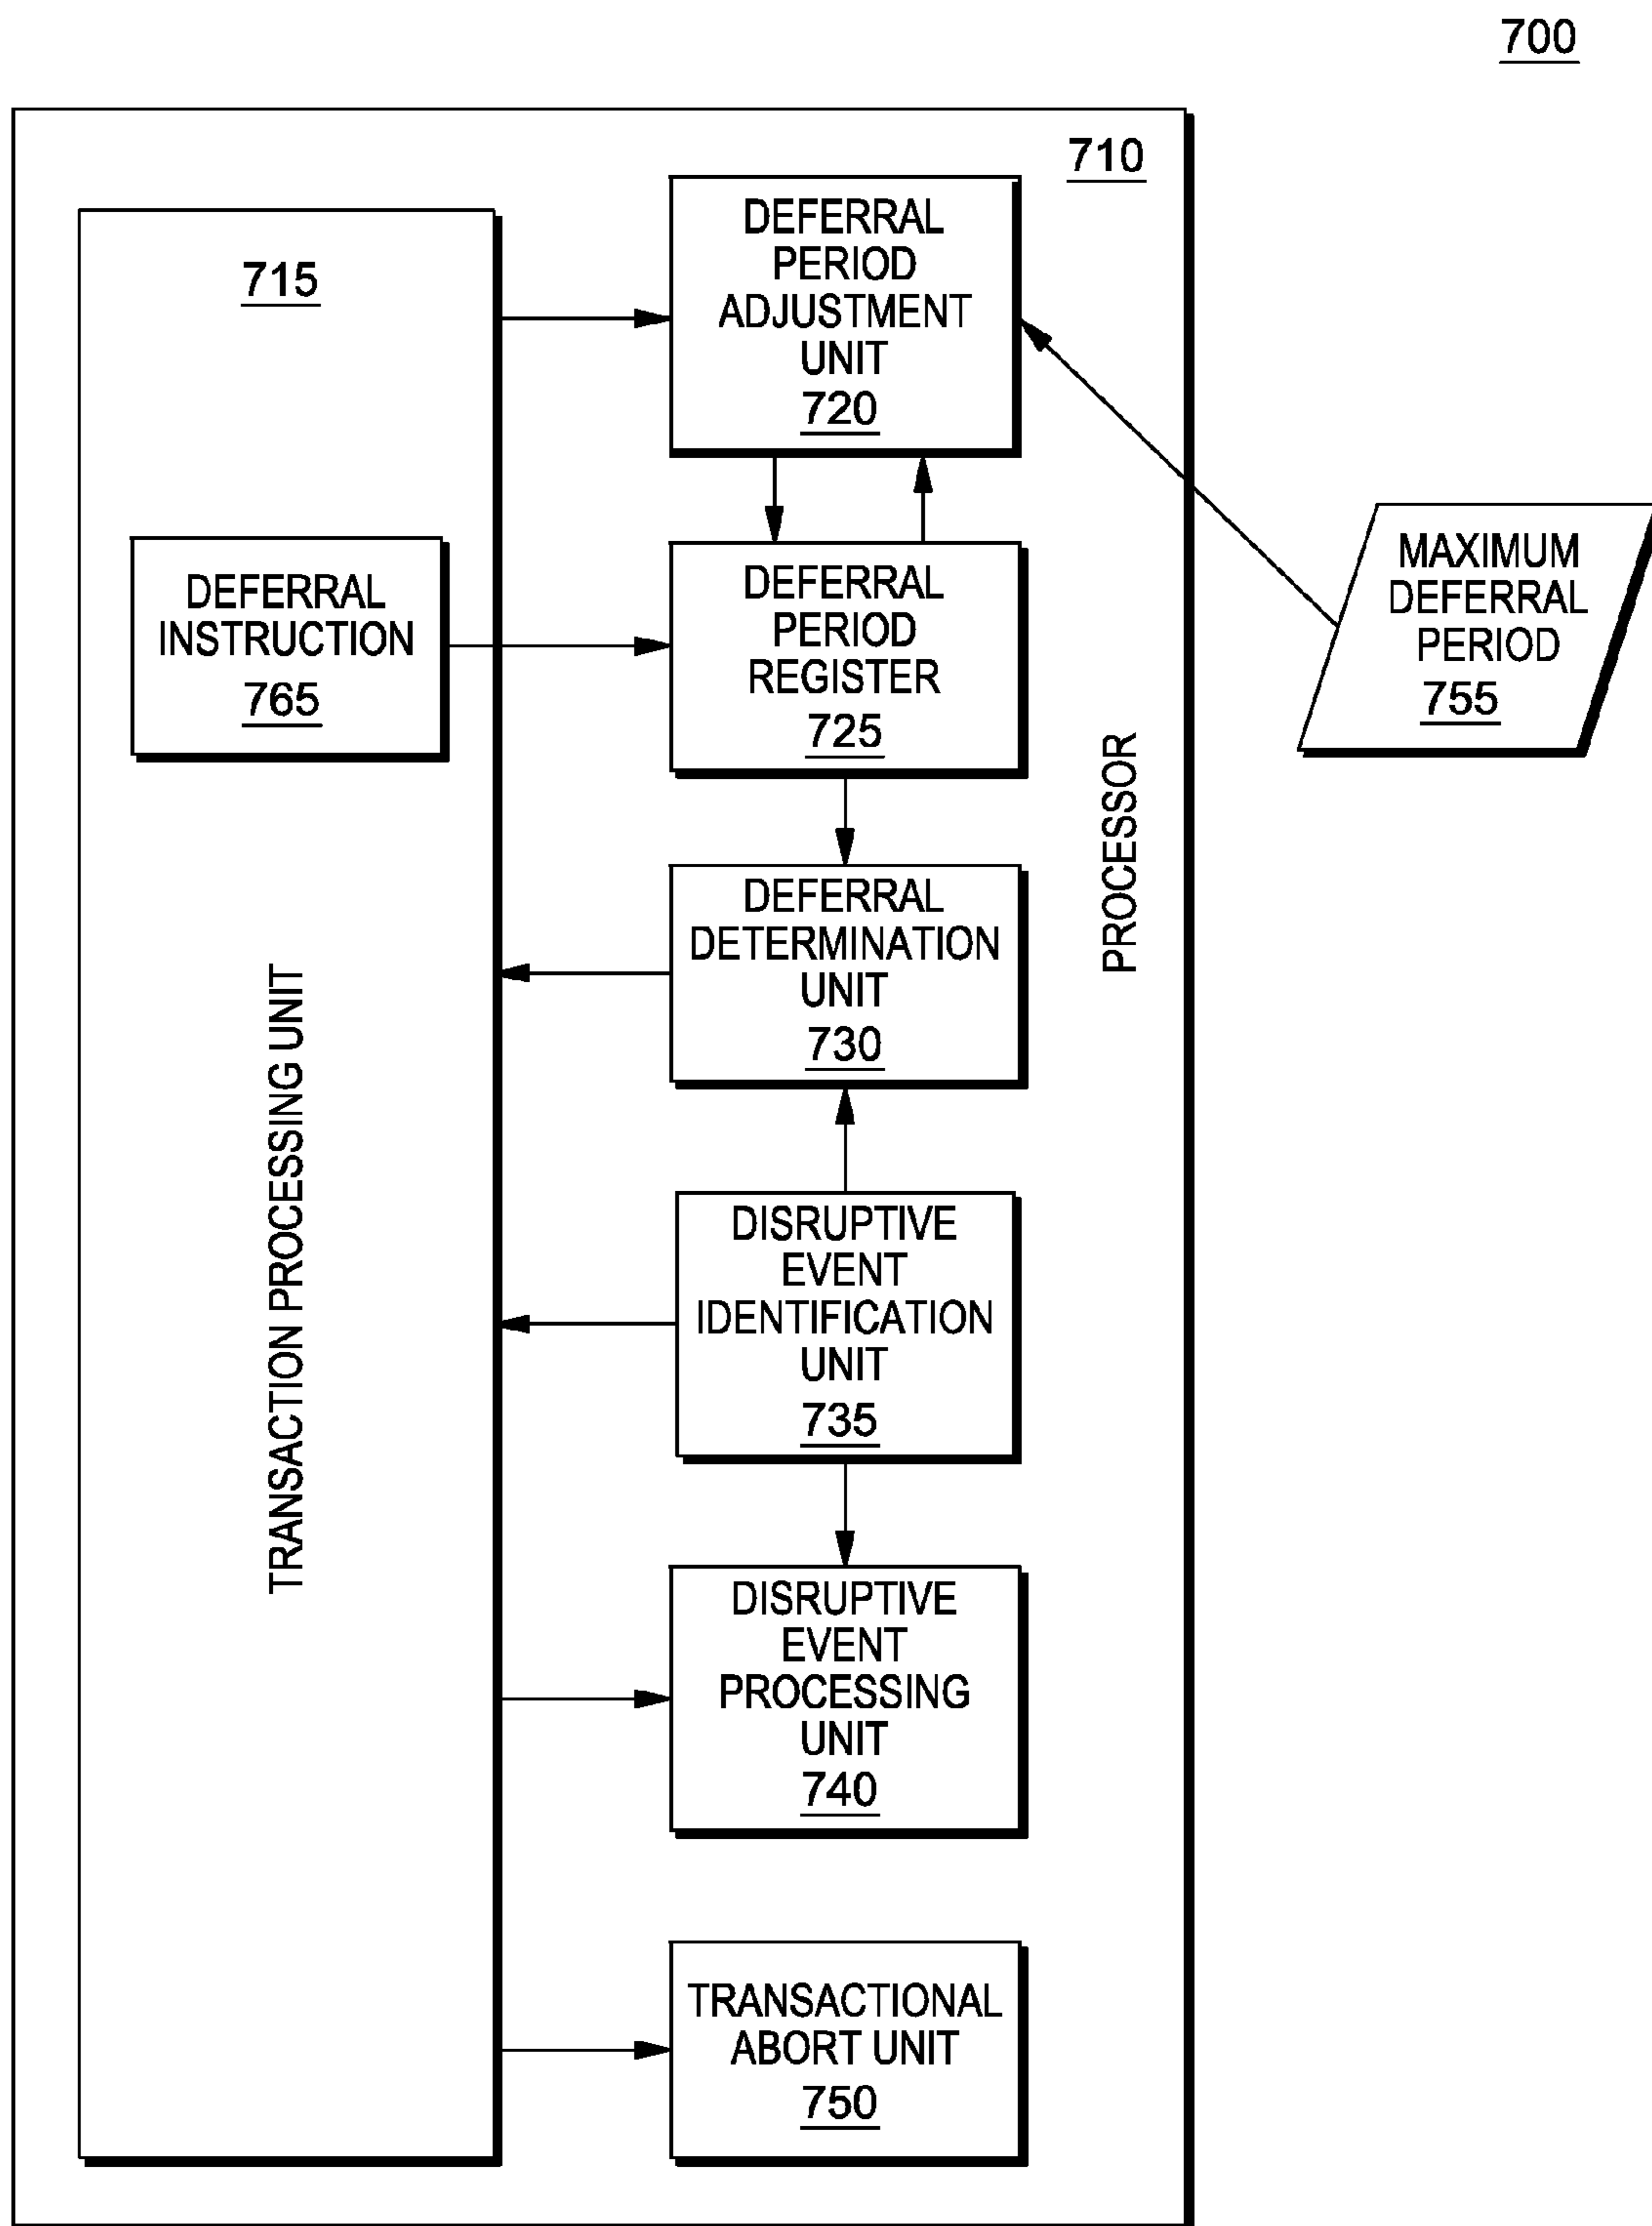 700
710
715
DEFERRAL
PERIOD
ADJUSTMENT
UNIT
720
DEFERRAL
INSTRUCTION
765
DEFERRAL
PERIOD
REGISTER
725
MAXIMUM
DEFERRAL
PERIOD
755
PROCESSOR
DEFERRAL
DETERMINATION
UNIT
730
TRANSACTION PROCESSING UNIT
DISRUPTIVE
EVENT
IDENTIFICATION
UNIT
735
DISRUPTIVE
EVENT
PROCESSING
UNIT
740
TRANSACTIONAL
ABORT UNIT
750